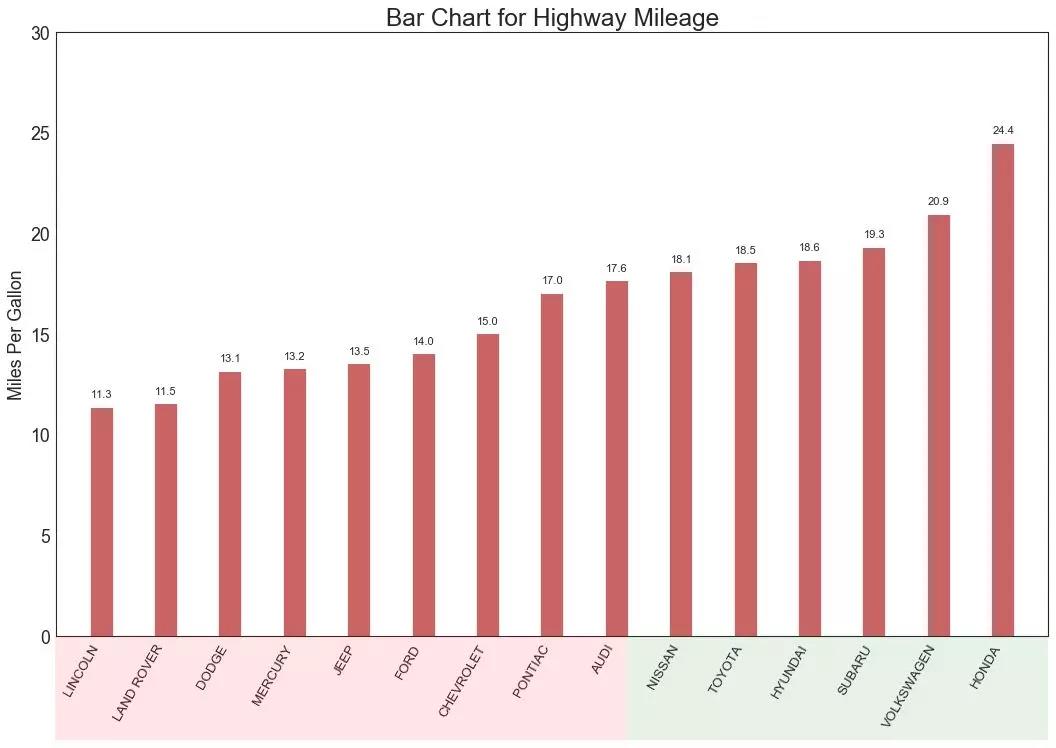 Bar Chart for Highway Mileage
Miles Per Gallon
30
25
20
15
10
5
0
11.3
11.5
13.1
13.2
13.5
14.0
15.0
17.0
17.6
18.1
18.5
18.6
19.3
20.9
24.4
LINCOLN
LAND ROVER
DODGE
MERCURY
JEEP
FORD
CHEVROLET
PONTIAC
AUDI
NISSAN
TOYOTA
HYUNDAI
SUBARU
VOLKSWAGEN
HONDA